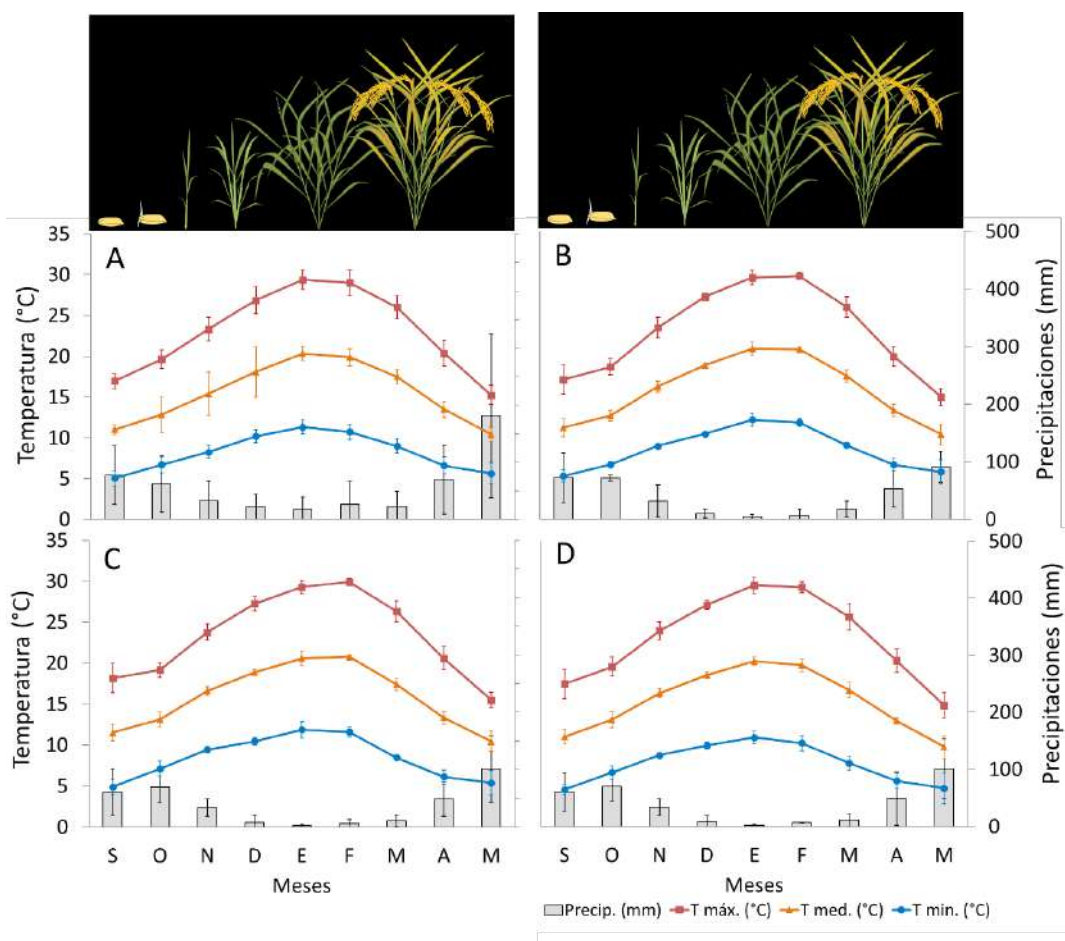 A
B
Temperatura (°C)
35
30
25
20
15
10
5
0
500
400
300
200
100
0
Precipitaciones (mm)
C
D
Temperatura (°C)
35
30
25
20
15
10
5
0
500
400
300
200
100
0
Precipitaciones (mm)
S O N D E F M A M
S O N D E F M A M
Meses
Meses
Precip. (mm) T máx. (°C) T med. (°C) T min. (°C)